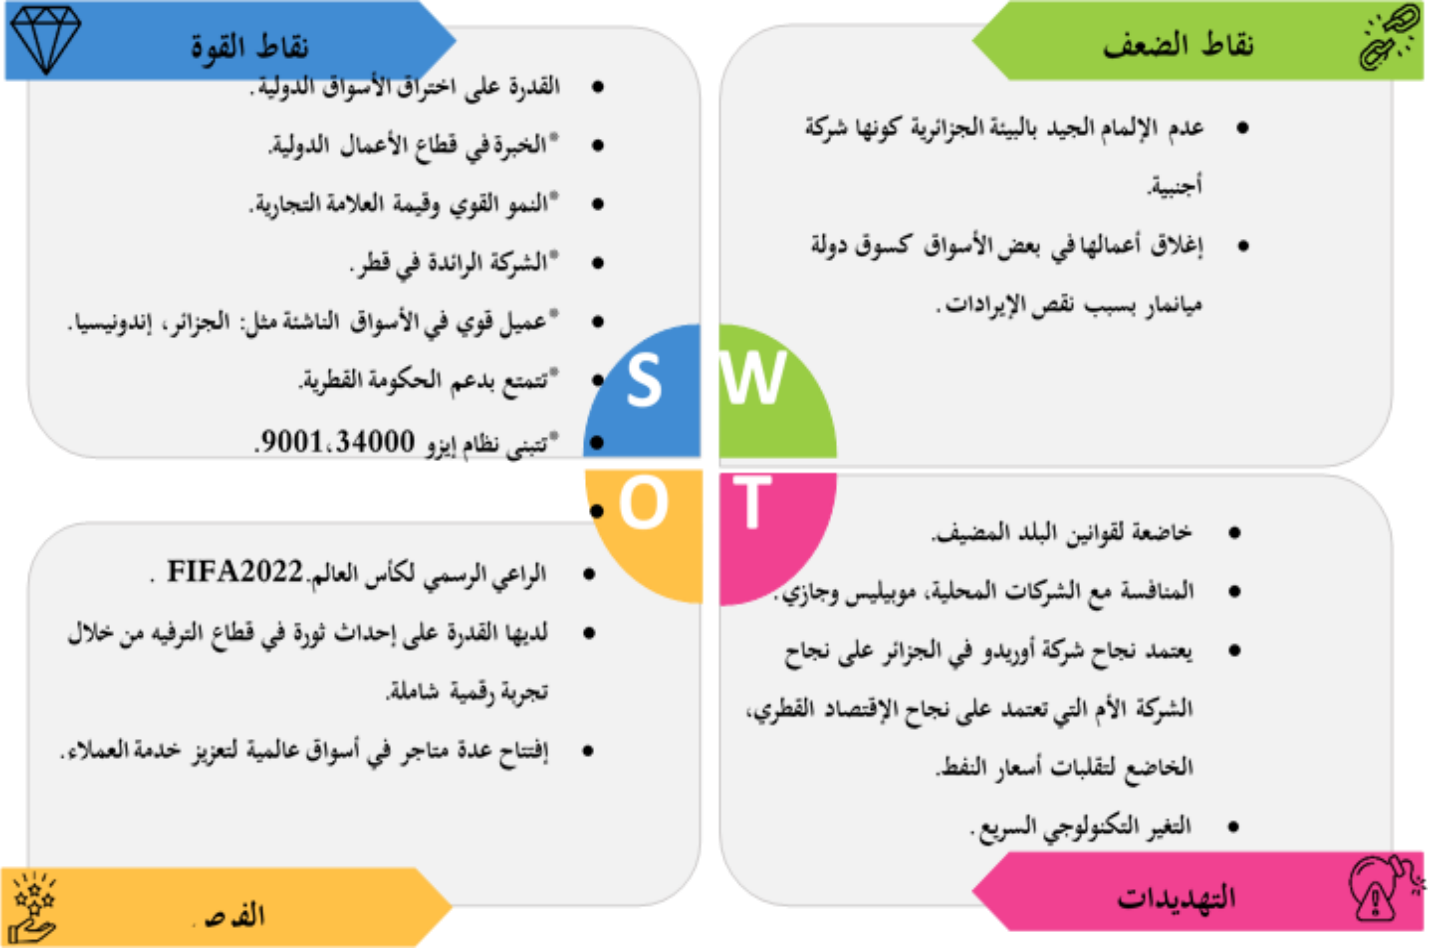 نقاط القوة
القدرة على اختراق الأسواق الدولية.
*الخبرة في قطاع الأعمال الدولية.
*النمو القوي وقيمة العلامة التجارية.
*الشركة الرائدة في قطر.
*عميل قوي في الأسواق الناشئة مثل: الجزائر، إندونيسيا.
*تتمتع بدعم الحكومة القطرية.
*تتبنى نظام إيزو 9001،34000.
نقاط الضعف
عدم الإلمام الجيد بالبيئة الجزائرية كونها شركة
أجنبية.
إغلاق أعمالها في بعض الأسواق كسوق دولة
ميانمار بسبب نقص الإيرادات.
S
W
O
T
الراعي الرسمي لكأس العالم.FIFA2022 .
لديها القدرة على إحداث ثورة في قطاع الترفيه من خلال
تجربة رقمية شاملة.
إفتتاح عدة متاجر في أسواق عالمية لتعزيز خدمة العملاء.
الفرص
خاضعة لقوانين البلد المضيف.
المنافسة مع الشركات المحلية، موبيليس وجازي.
يعتمد نجاح شركة أوريدو في الجزائر على نجاح
الشركة الأم التي تعتمد على نجاح الإقتصاد القطري،
الخاضع لتقلبات أسعار النفط.
التغير التكنولوجي السريع.
التهديدات